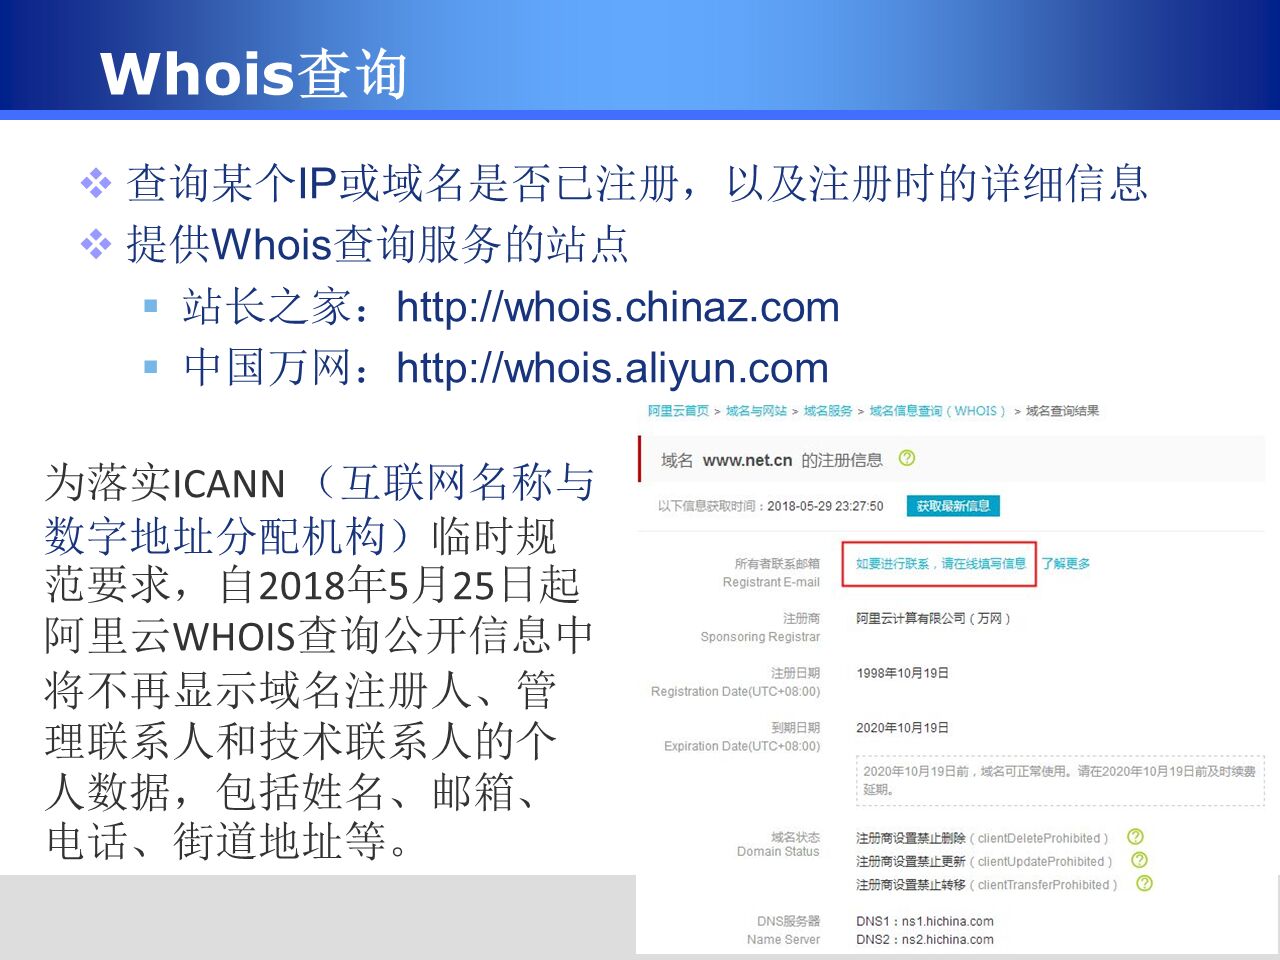 Whois查询
查询某个IP或域名是否已注册，以及注册时的详细信息
提供Whois查询服务的站点
站长之家：http://whois.chinaz.com
中国万网：http://whois.aliyun.com
为落实ICANN（互联网名称与
数字地址分配机构）临时规
范要求，自2018年5月25日起
阿里云WHOIS查询公开信息中
将不再显示域名注册人、管
理联系人和技术联系人的个
人数据，包括姓名、邮箱、
电话、街道地址等。
阿里云首页 > 域名与网站 > 域名服务 > 域名信息查询（WHOIS） > 域名查询结果
域名 www.net.cn 的注册信息 ?
以下信息获取时间：2018-05-29 23:27:50 获取最新信息
所有者联系邮箱 如要进行联系，请在线填写信息 了解更多
Registrant E-mail
注册商 阿里云计算有限公司（万网）
Sponsoring Registrar
注册日期 1998年10月19日
Registration Date(UTC+08:00)
到期日期 2020年10月19日
Expiration Date(UTC+08:00)
2020年10月19日前，域名可正常使用。请在2020年10月19日前及时续费
延期。
域名状态 注册商设置禁止删除（clientDeleteProhibited） ?
Domain Status
注册商设置禁止更新（clientUpdateProhibited） ?
注册商设置禁止转移（clientTransferProhibited） ?
DNS服务器 DNS1：ns1.hichina.com
Name Server DNS2：ns2.hichina.com